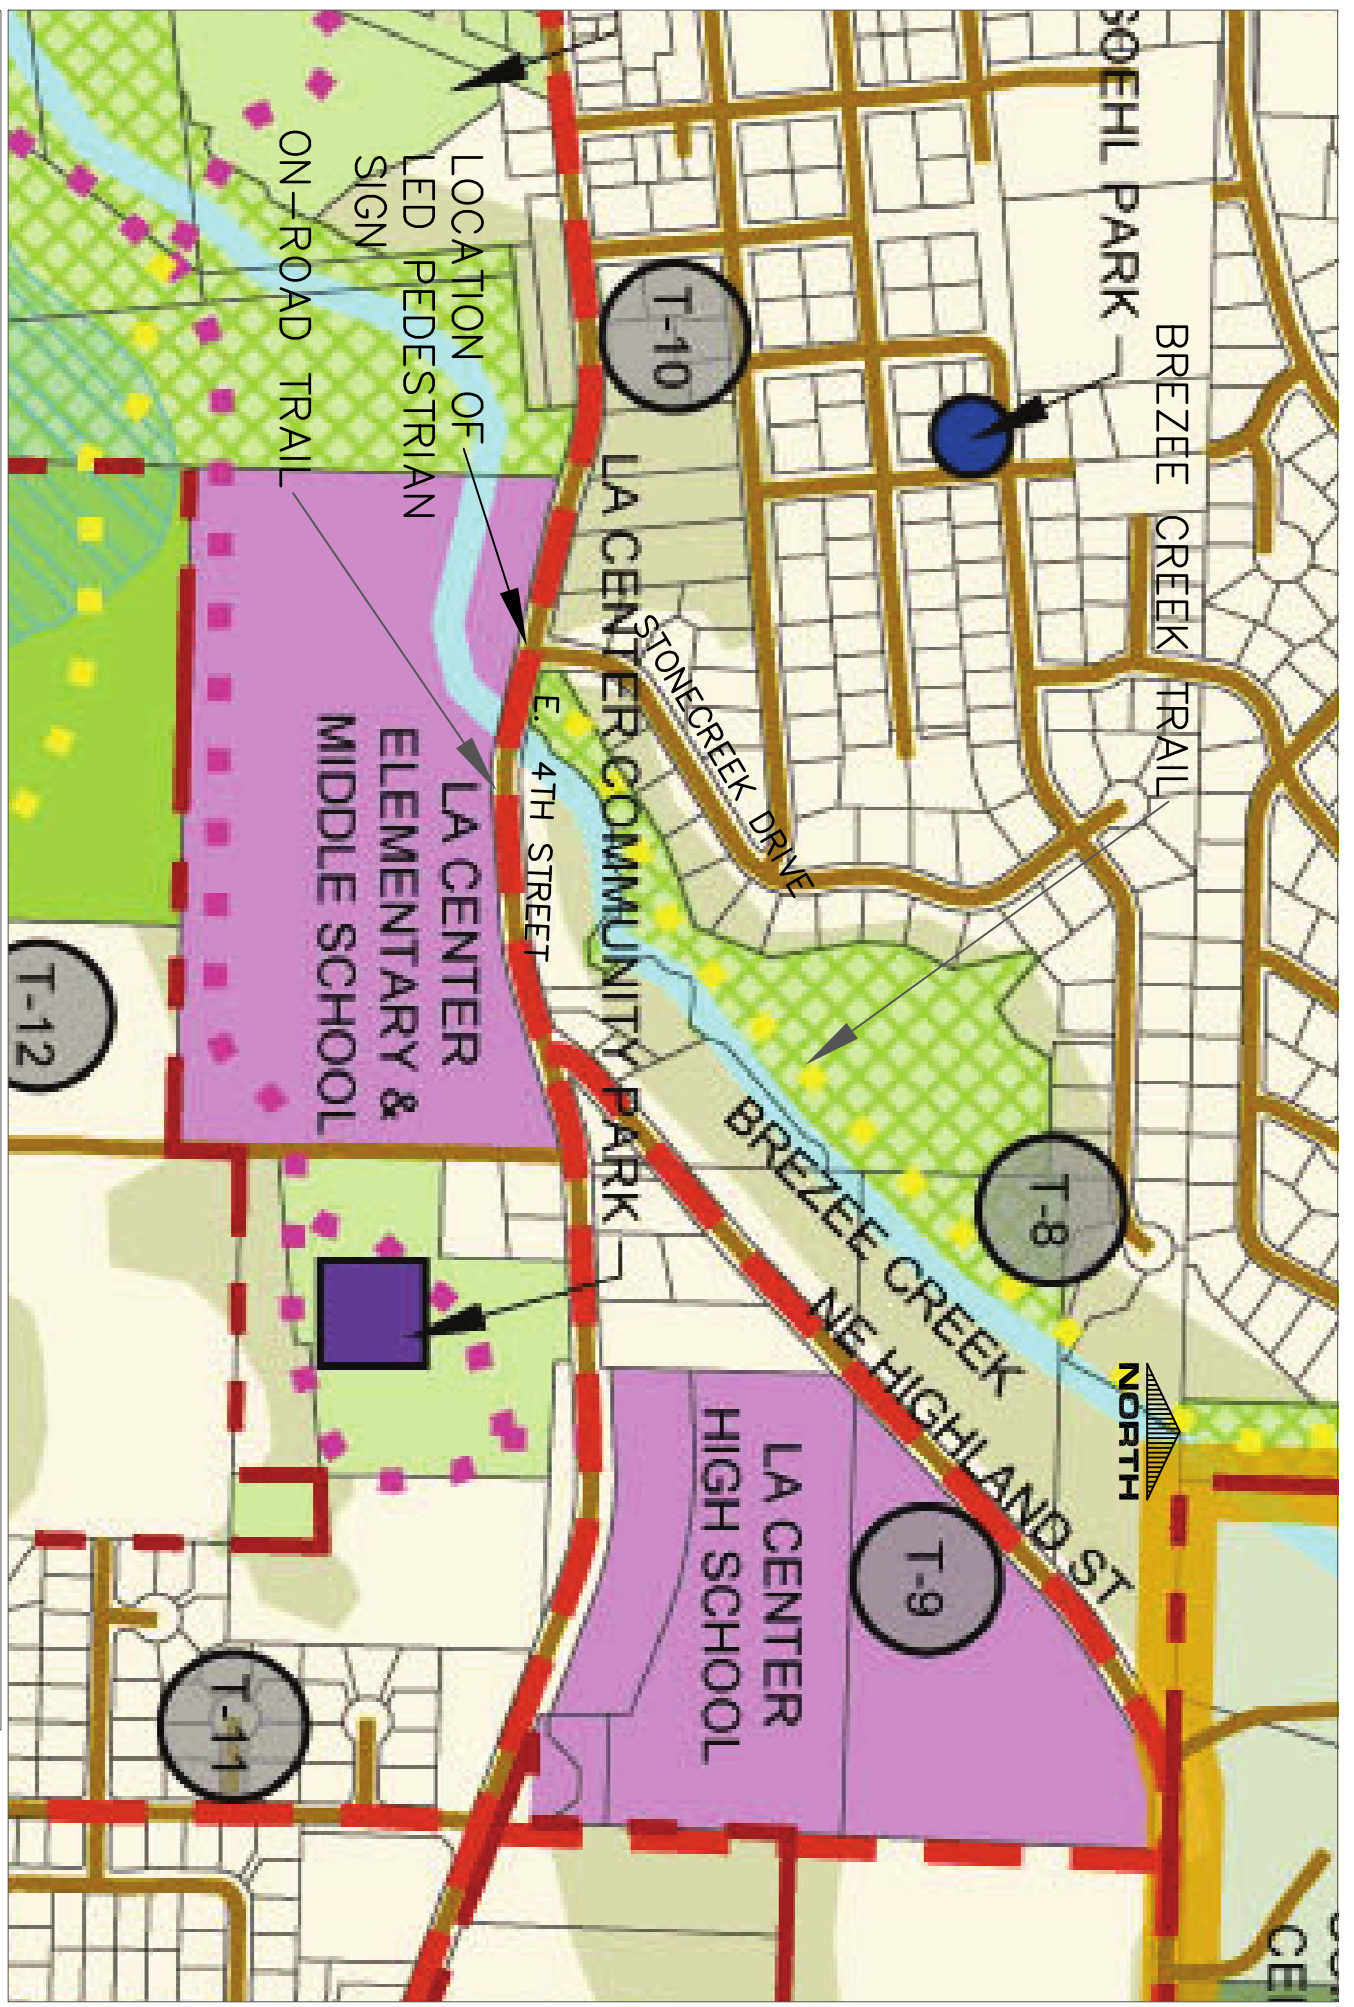 SOEHL PARK
BREZEE CREEK TRAIL
T-10
LOCATION OF
LED PEDESTRIAN
SIGN
ON-ROAD TRAIL
LA CENTER COMMUNITY PARK
STONECREEK DRIVE
E. 4TH STREET
LA CENTER
ELEMENTARY &
MIDDLE SCHOOL
T-12
T-8
BREZEE CREEK
NE HIGHLAND ST
NORTH
LA CENTER
HIGH SCHOOL
T-9
T-11